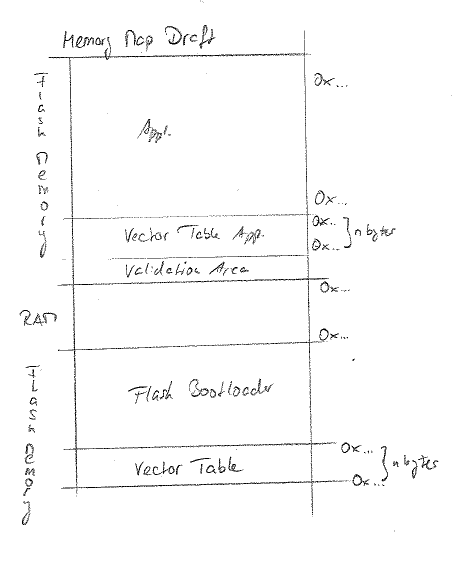 Memory Map Draft
Flash Memory
0x...
Appl.
0x...
0x..
Vector Table App.
n bytes
0x...
Validation Area
0x...
RAM
0x...
Flash Memory
Flash Bootloader
0x...
Vector Table
n bytes
0x...